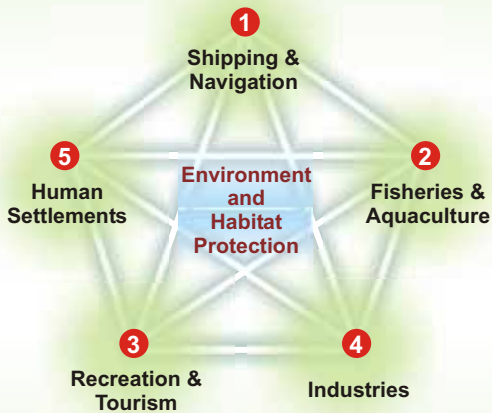 1
Shipping &
Navigation
5
Human
Settlements
Environment
and
Habitat
Protection
2
Fisheries &
Aquaculture
3
Recreation &
Tourism
4
Industries